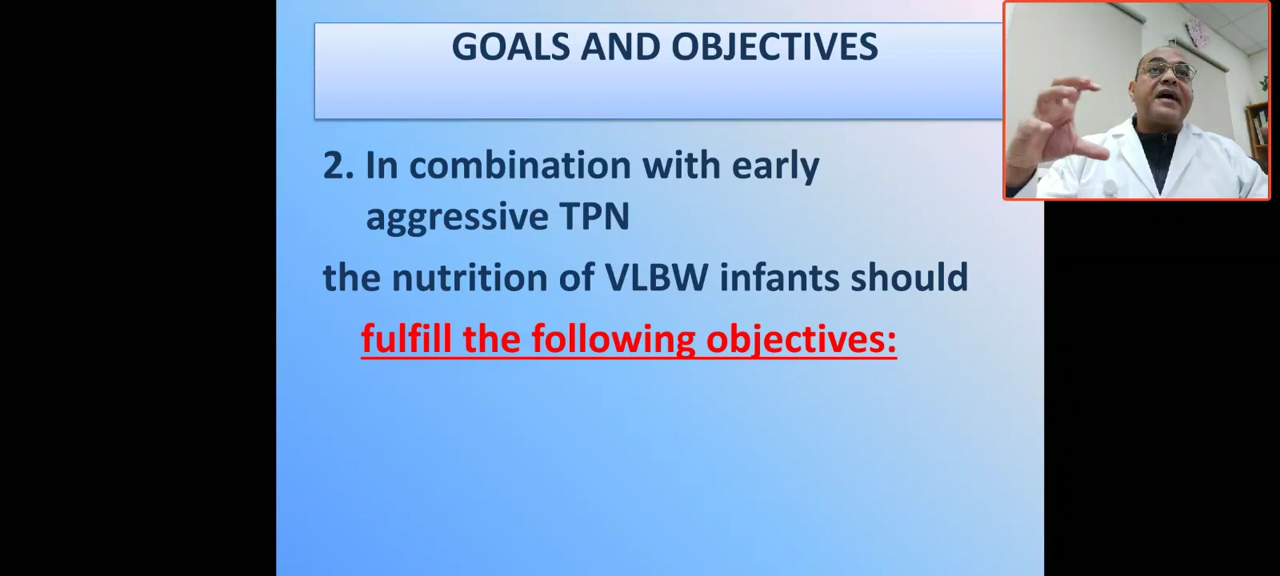 GOALS AND OBJECTIVES
2. In combination with early
aggressive TPN
the nutrition of VLBW infants should
fulfill the following objectives: